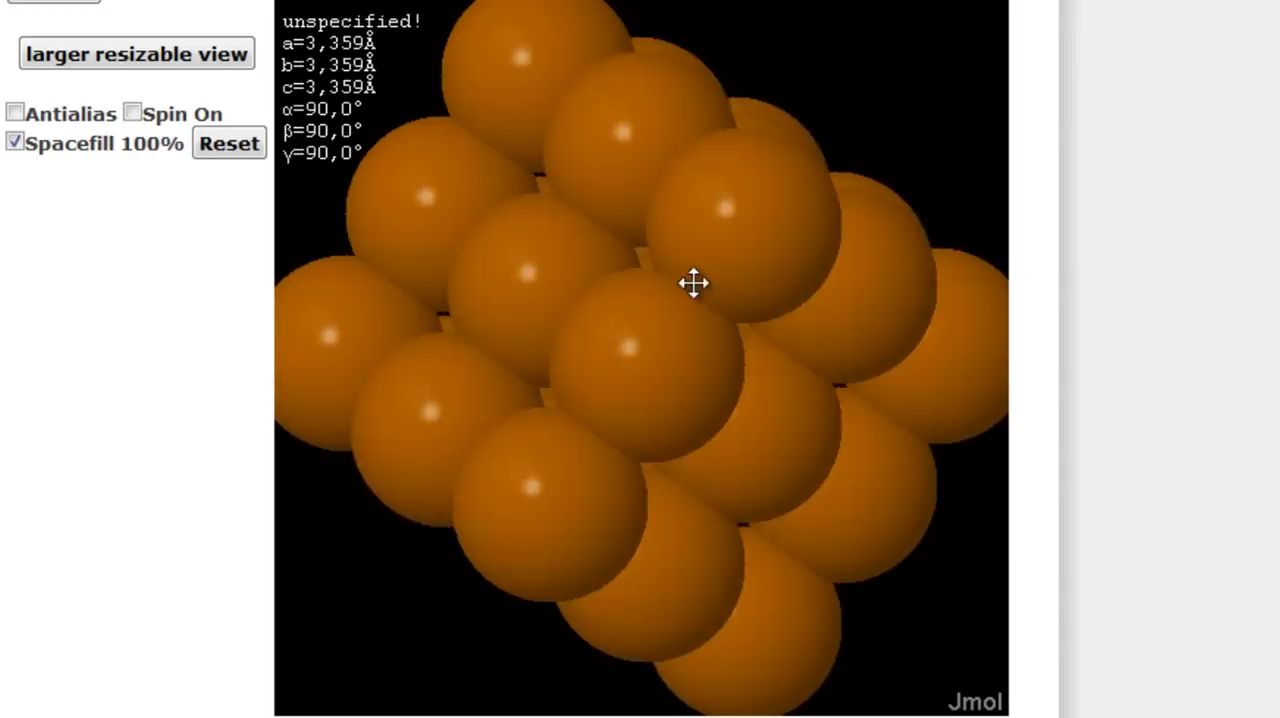 unspecified!
a=3,359Å
b=3,359Å
c=3,359Å
α=90,0°
β=90,0°
γ=90,0°
larger resizable view
Antialias Spin On
Spacefill 100% Reset
Jmol